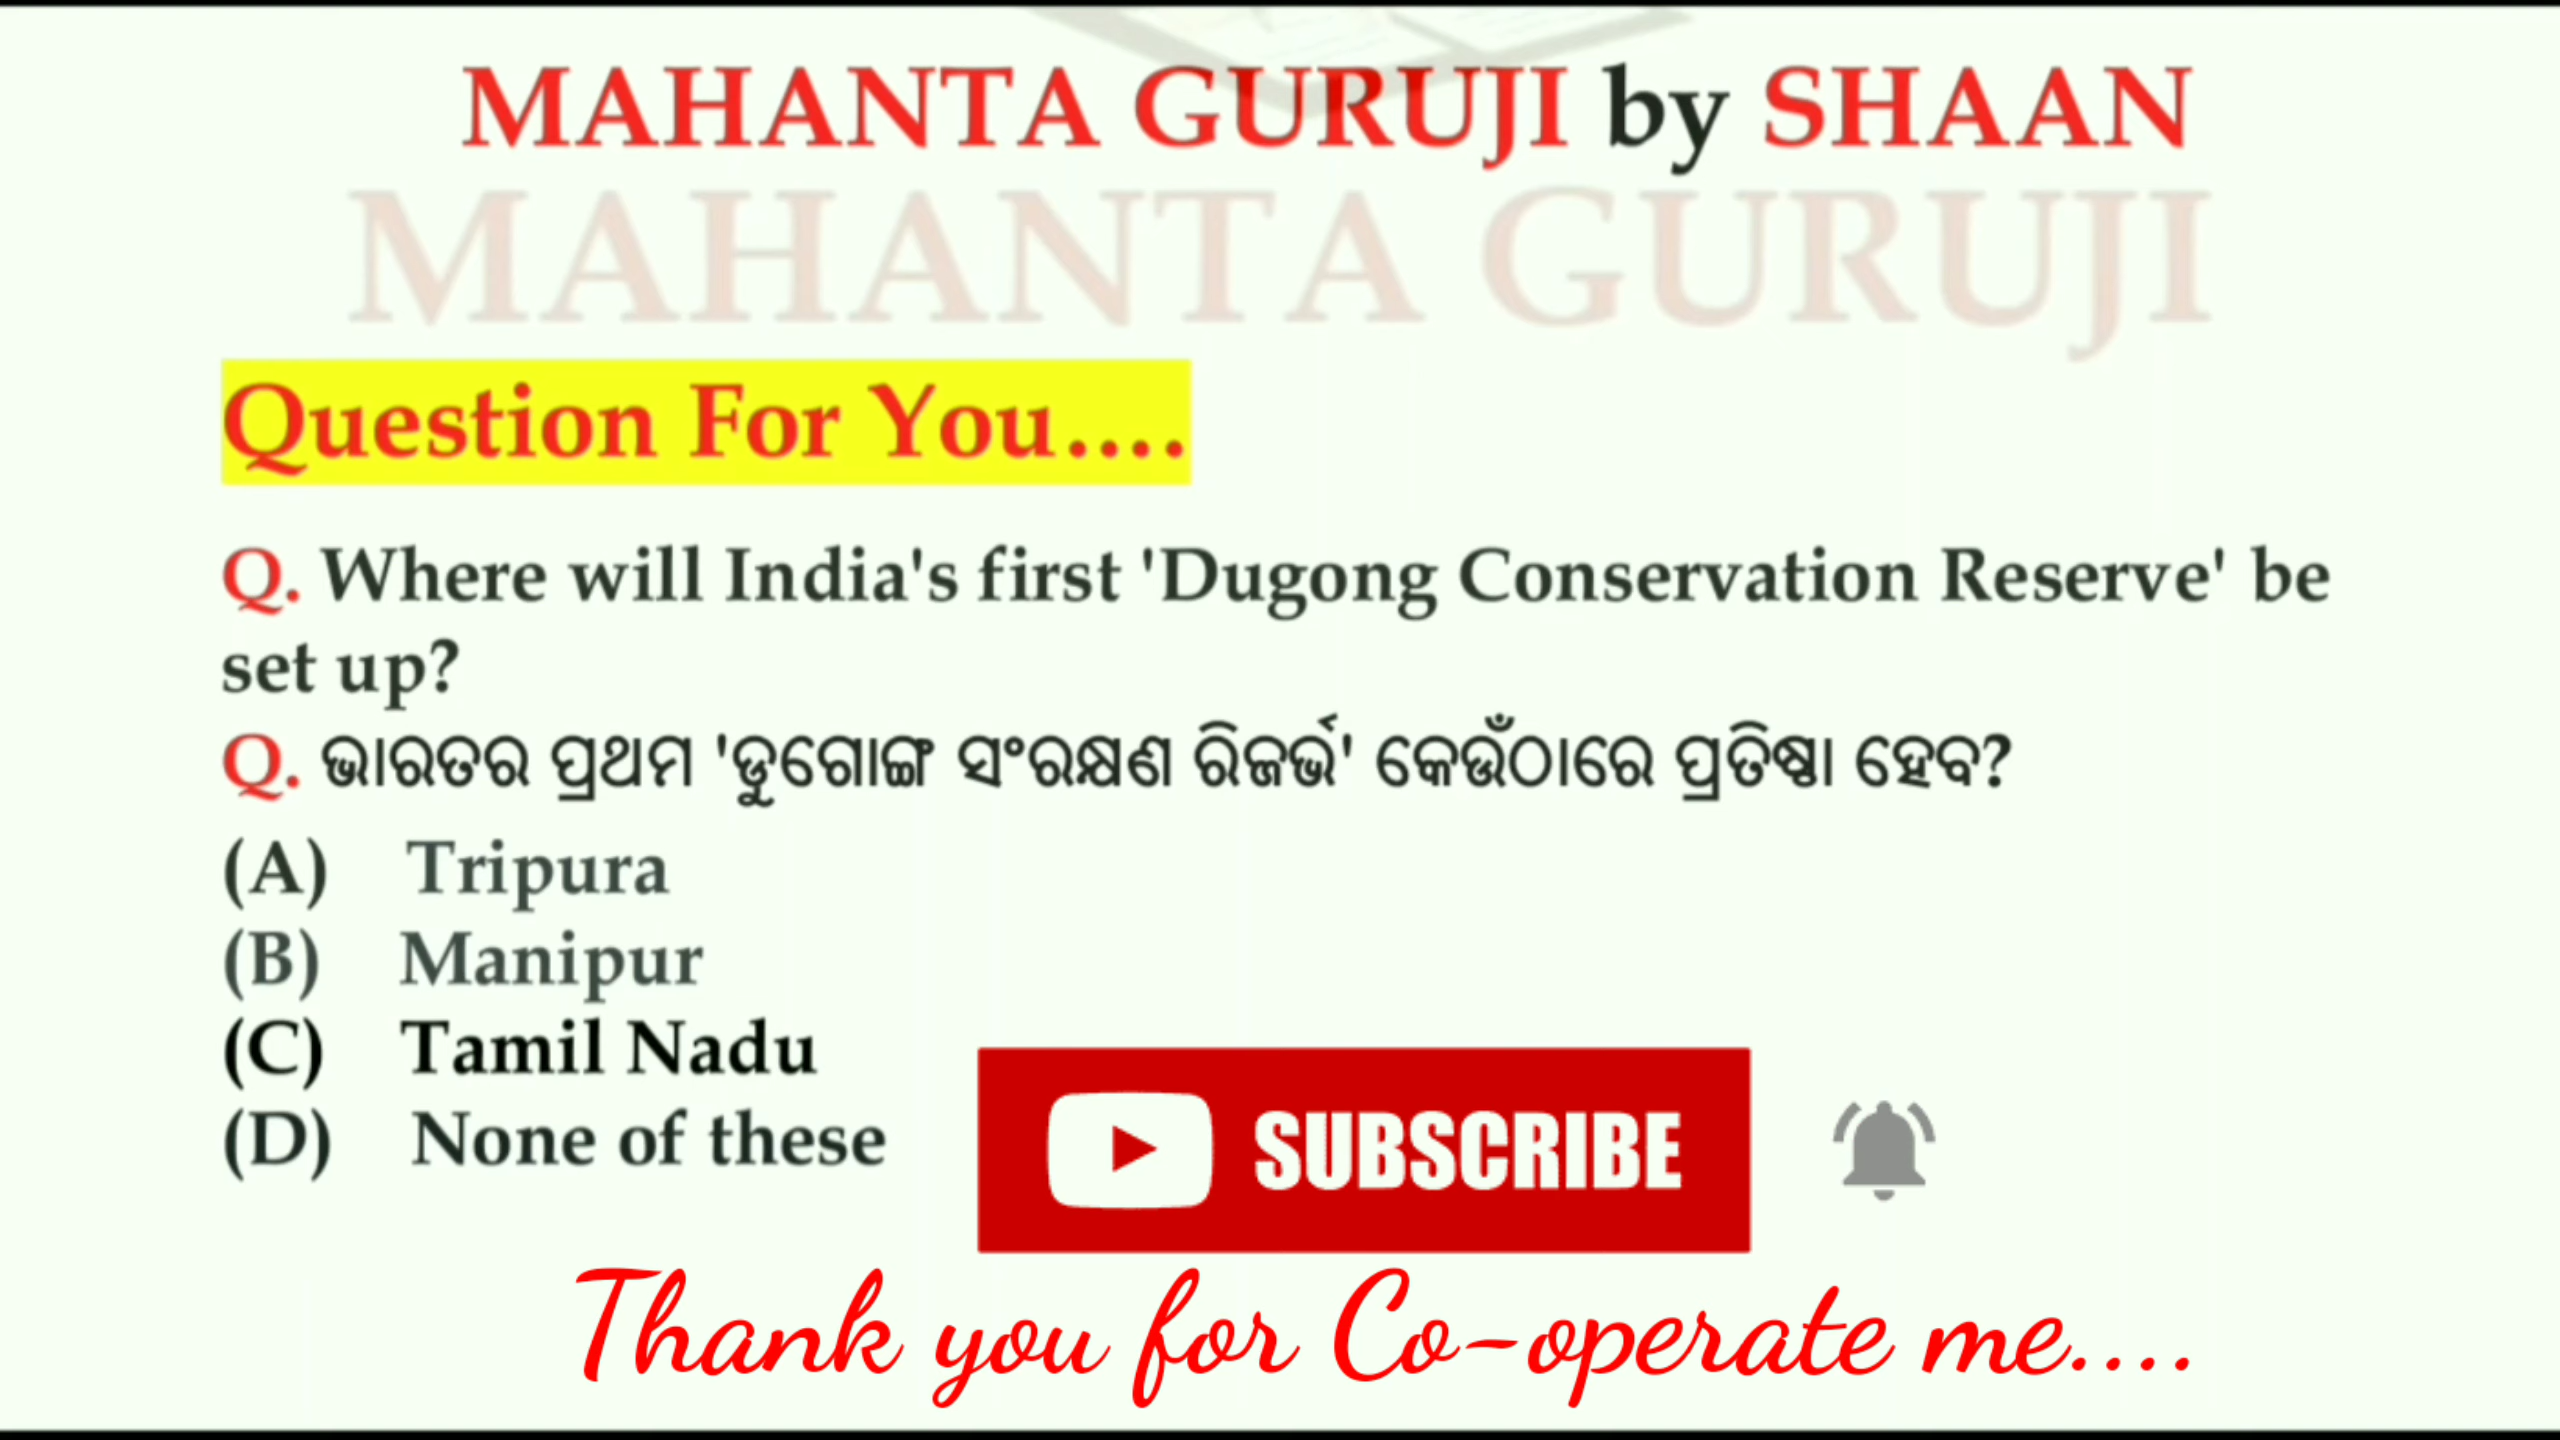 MAHANTA GURUJI by SHAAN
MAHANTA GURUJI
Question For You....
Q. Where will India's first 'Dugong Conservation Reserve' be
set up?
Q. ଭାରତର ପ୍ରଥମ 'ଡୁଗୋଙ୍ଗ ସଂରକ୍ଷଣ ରିଜର୍ଭ' କେଉଁଠାରେ ପ୍ରତିଷ୍ଠା ହେବ?
(A) Tripura
(B) Manipur
(C) Tamil Nadu
(D) None of these
SUBSCRIBE
Thank you for Co-operate me....